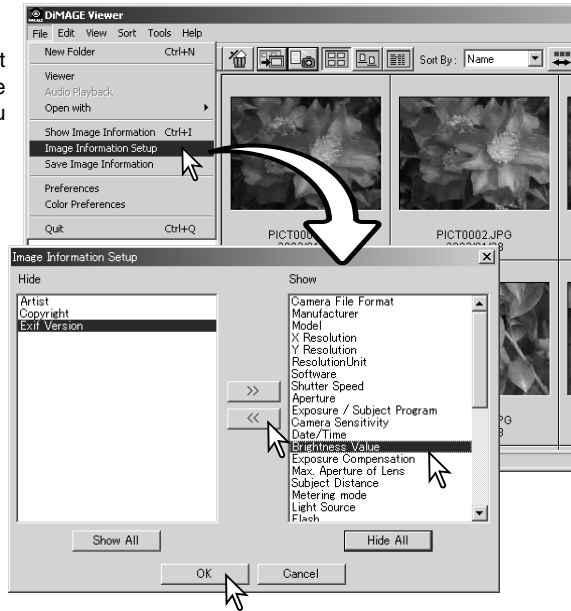 DiMAGE Viewer
File Edit View Sort Tools Help
New Folder Ctrl+N
Viewer
Audio Playback
Open with
Show Image Information Ctrl+I
Image Information Setup
Save Image Information
Preferences
Color Preferences
Quit Ctrl+Q
t
e
u
Sort By : Name
PICT0002.JPG
Image Information Setup
Hide
Artist
Copyright
Exif Version
>>
<<
Show
Camera File Format
Manufacturer
Model
X Resolution
Y Resolution
ResolutionUnit
Software
Shutter Speed
Aperture
Exposure / Subject Program
Camera Sensitivity
Date/Time
Brightness Value
Exposure Compensation
Max. Aperture of Lens
Subject Distance
Metering mode
Light Source
Flash
Show All
Hide All
OK
Cancel